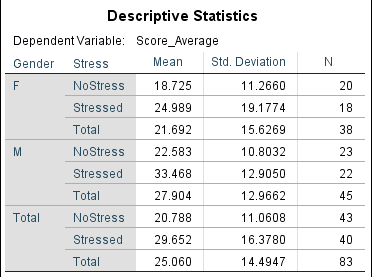 Descriptive Statistics
Dependent Variable: Score_Average
Gender Stress Mean Std. Deviation N
F NoStress 18.725 11.2660 20
Stressed 24.989 19.1774 18
Total 21.692 15.6269 38
M NoStress 22.583 10.8032 23
Stressed 33.468 12.9050 22
Total 27.904 12.9662 45
Total NoStress 20.788 11.0608 43
Stressed 29.652 16.3780 40
Total 25.060 14.4947 83